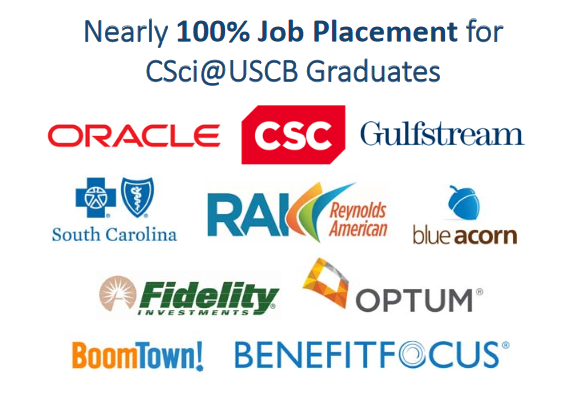 Nearly 100% Job Placement for
CSci@USCB Graduates
ORACLE CSC Gulfstream
South Carolina
RAI Reynolds
American
blue acorn
Fidelity
INVESTMENTS
OPTUM®
BoomTown! BENEFITFOCUS®